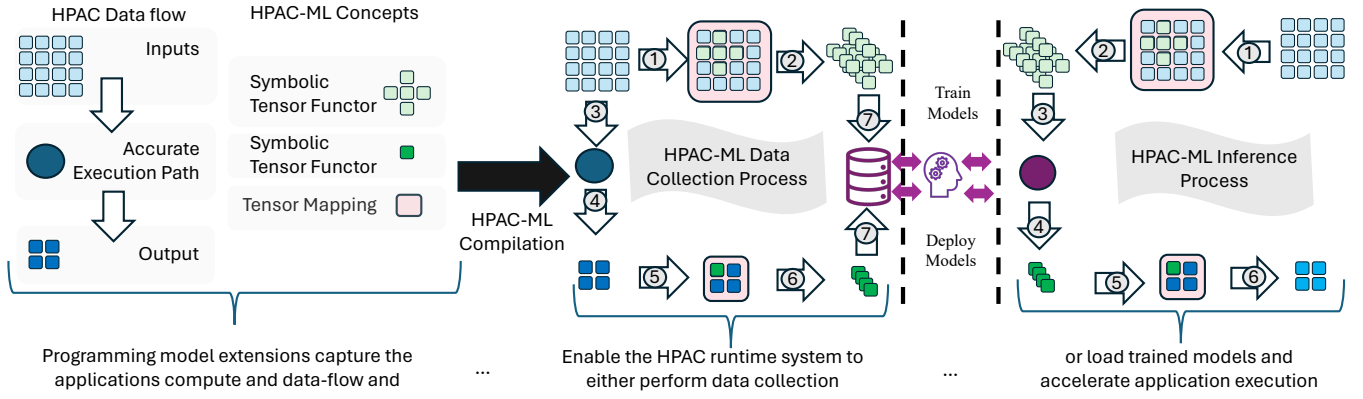 HPAC Data flow
Inputs
Accurate
Execution Path
Output
HPAC-ML Concepts
Symbolic
Tensor Functor
Symbolic
Tensor Functor
Tensor Mapping
Programming model extensions capture the
applications compute and data-flow and
HPAC-ML
Compilation
...
1
2
3
7
HPAC-ML Data
Collection Process
4
7
5
6
Enable the HPAC runtime system to
either perform data collection
Train
Models
Deploy
Models
...
2
1
3
HPAC-ML Inference
Process
4
5
6
or load trained models and
accelerate application execution